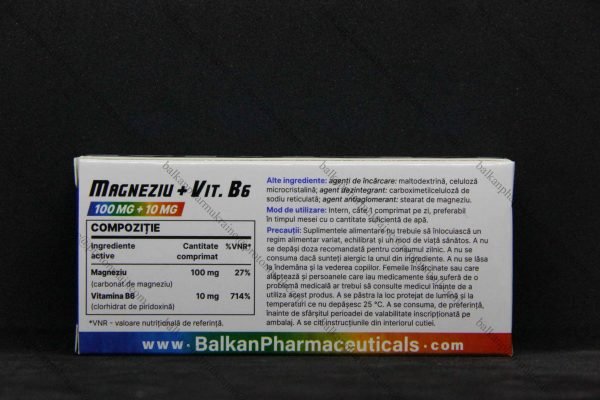 MAGNEZIU + VIT. B6
100 MG + 10 MG
COMPOZIȚIE
Ingrediente active Cantitate comprimat %VNR*
Magneziu 100 mg 27%
(carbonat de magneziu)
Vitamina B6 10 mg 714%
(clorhidrat de piridoxină)
*VNR - valoare nutrițională de referință.
Alte ingrediente: agenți de încărcare: maltodextrină, celuloză
microcristalină; agent dezintegrant: carboximetilceluloză de
sodiu reticulată; agent antiaglomerant: stearat de magneziu.
Mod de utilizare: Intern, câte 1 comprimat pe zi, preferabil
în timpul mesei cu o cantitate suficientă de apă.
Precauții: Suplimentele alimentare nu trebuie să înlocuiască un
regim alimentar variat, echilibrat și un mod de viață sănătos. A nu
se depăși doza recomandată pentru consumul zilnic. A nu se
consuma dacă sunteți alergic la unul din ingrediente. A nu se lăsa
la îndemâna și la vederea copiilor. Femeile însărcinate sau care
alăptează și persoanele care iau medicamente sau suferă de o
problemă medicală ar trebui să consulte medicul înainte de a
utiliza acest produs. A se păstra la loc protejat de lumină și la
temperaturi ce nu depășesc 25 °C. A se consuma, de preferință,
înainte de sfârșitul perioadei de valabilitate inscripționată pe
ambalaj. A se citi instrucțiunile din interiorul cutiei.
www · BalkanPharmaceuticals · com